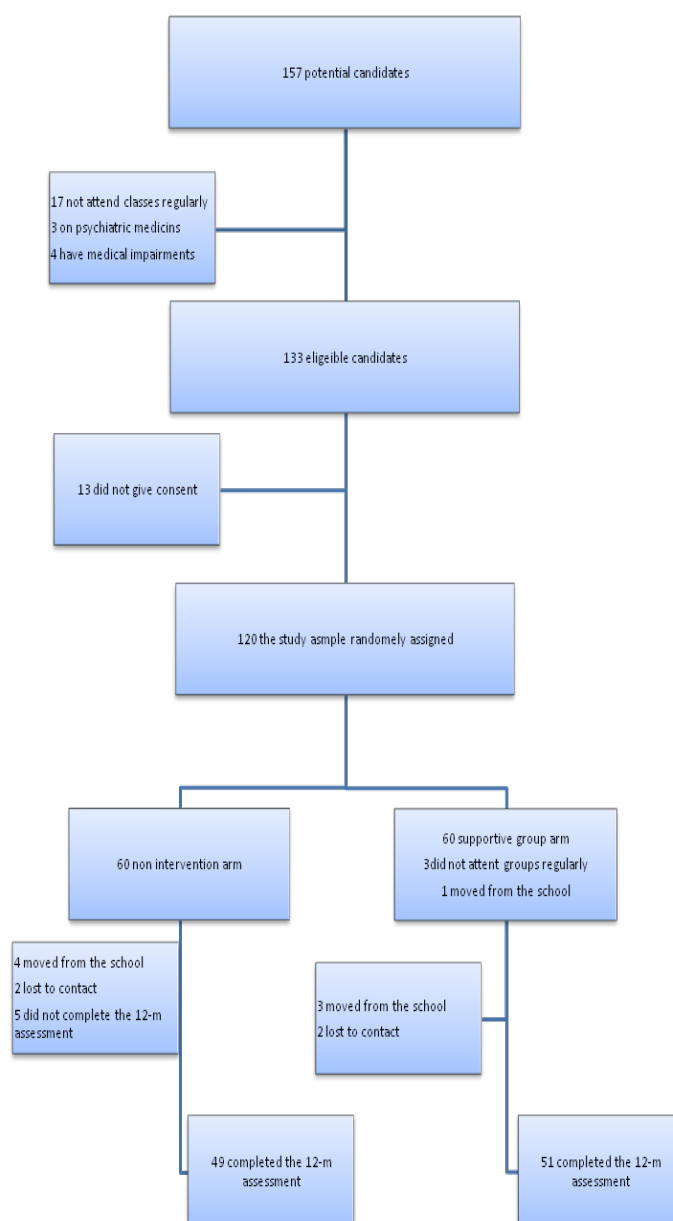 157 potential candidates
17 not attend classes regularly
3 on psychiatric medicins
4 have medical impairments
133 eligeible candidates
13 did not give consent
120 the study asmple randomely assigned
60 non intervention arm
60 supportive group arm
3did not attent groups regularly
1 moved from the school
4 moved from the school
2 lost to contact
5 did not complete the 12-m
assessment
3 moved from the school
2 lost to contact
49 completed the 12-m
assessment
51 completed the 12-m
assessment